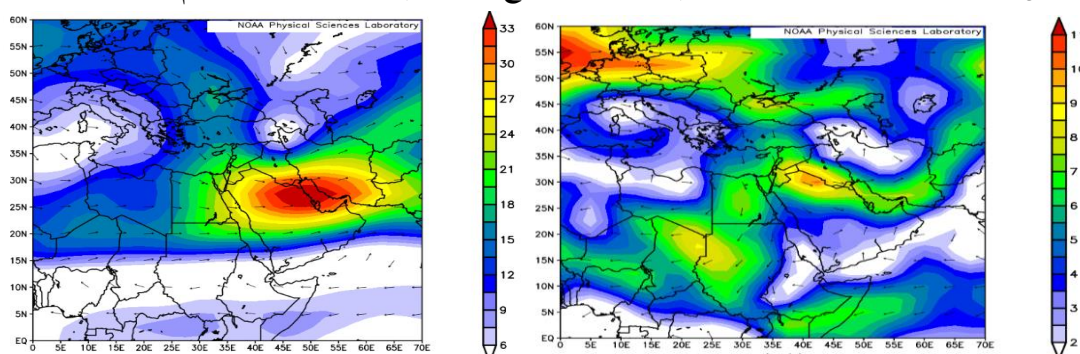 NOAA Physical Sciences Laboratory
60N
55N
50N
45N
40N
35N
30N
25N
20N
15N
10N
5N
EQ
0 5E 10E 15E 20E 25E 30E 35E 40E 45E 50E 55E 60E 65E 70E
33
30
27
24
21
18
15
12
9
6
NOAA Physical Sciences Laboratory
60N
55N
50N
45N
40N
35N
30N
25N
20N
15N
10N
5N
EQ
0 5E 10E 15E 20E 25E 30E 35E 40E 45E 50E 55E 60E 65E 70E
11
10
9
8
7
6
5
4
3
2